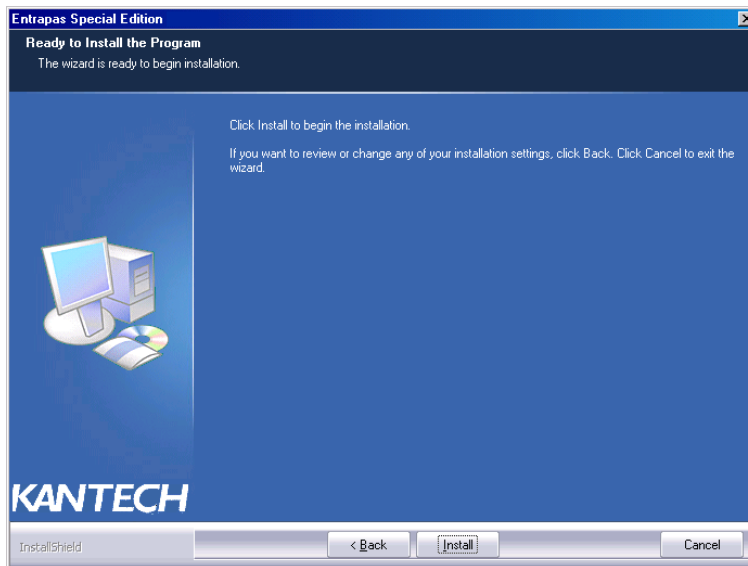 Entrapas Special Edition
Ready to Install the Program
The wizard is ready to begin installation.
Click Install to begin the installation.
If you want to review or change any of your installation settings, click Back. Click Cancel to exit the
wizard.
KANTECH
InstallShield
< Back
Install
Cancel